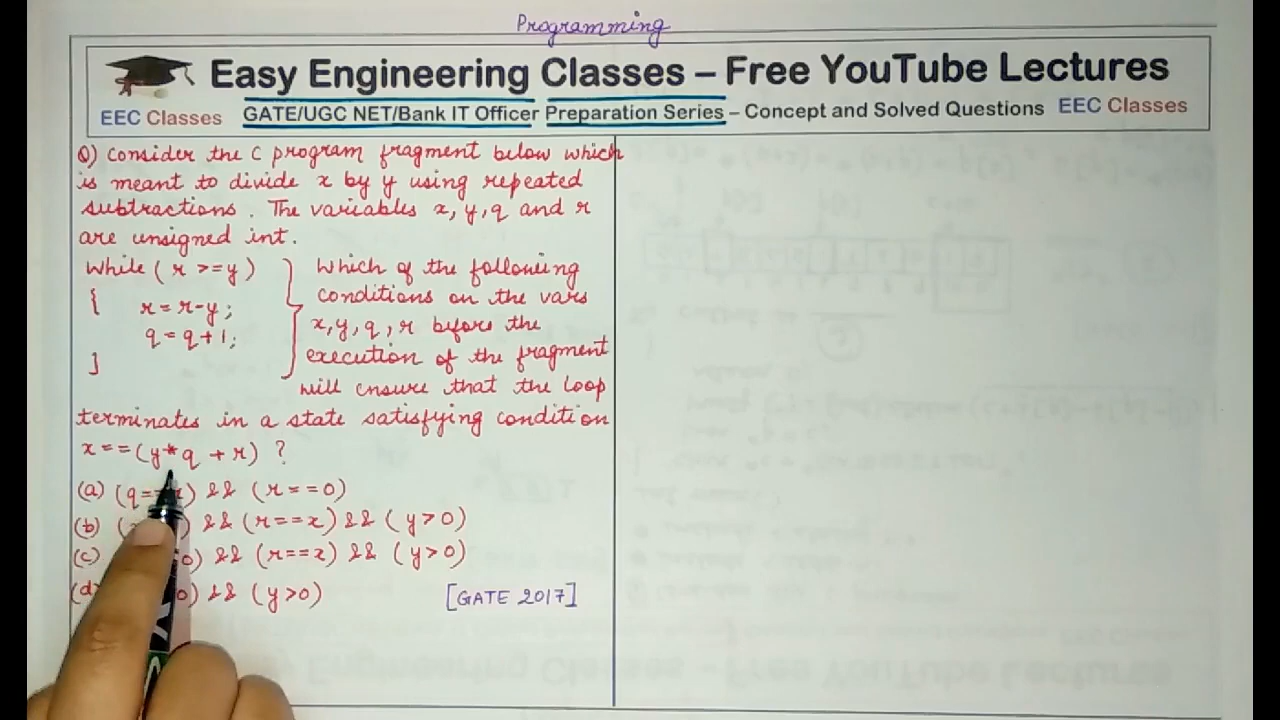 Programming
Easy Engineering Classes – Free YouTube Lectures
EEC Classes GATE/UGC NET/Bank IT Officer Preparation Series – Concept and Solved Questions EEC Classes
Q) Consider the C program fragment below which
is meant to divide x by y using repeated
subtractions. The variables x, y, q and r
are unsigned int.
While (r >= y)
{
r = r-y;
q = q+1;
}
Which of the following
conditions on the vars
x, y, q, r before the
execution of the fragment
will ensure that the loop
terminates in a state satisfying condition
x == (y * q + r) ?
(a) (q== ) && (r==0)
(b) ( && (r==x) && (y>0)
(c) 0) && (r==x) && (y>0)
(d) 0) && (y>0)
[GATE 2017]